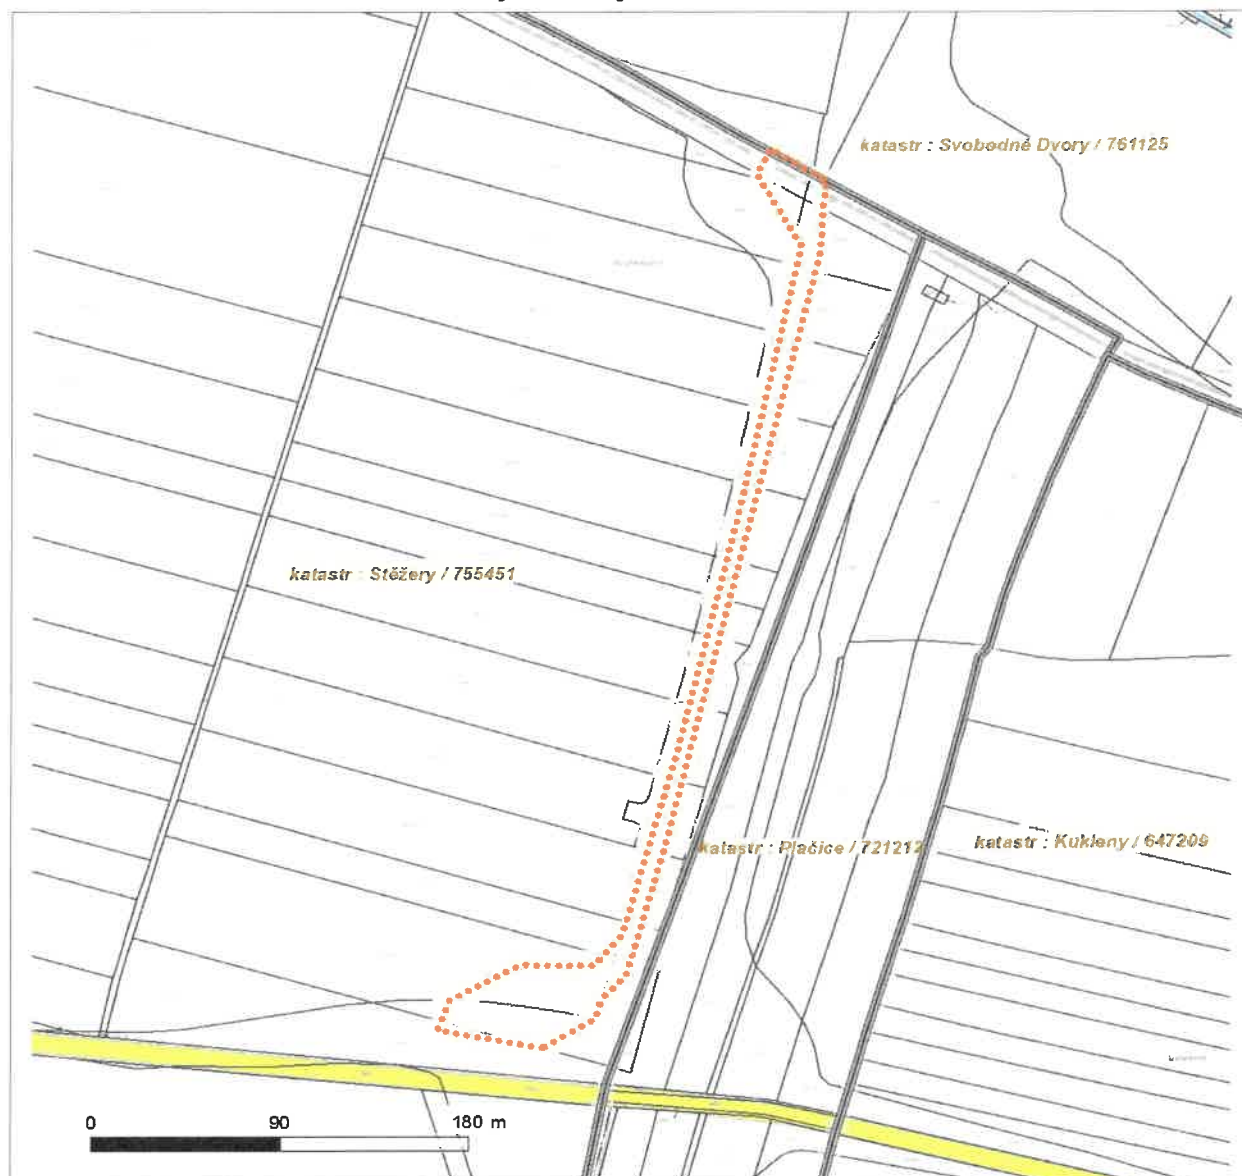 katastr : Svobodné Dvory / 761125
katastr : Stěžery / 755451
katastr : Plačice / 721212
katastr : Kukleny / 647209
0 90 180 m